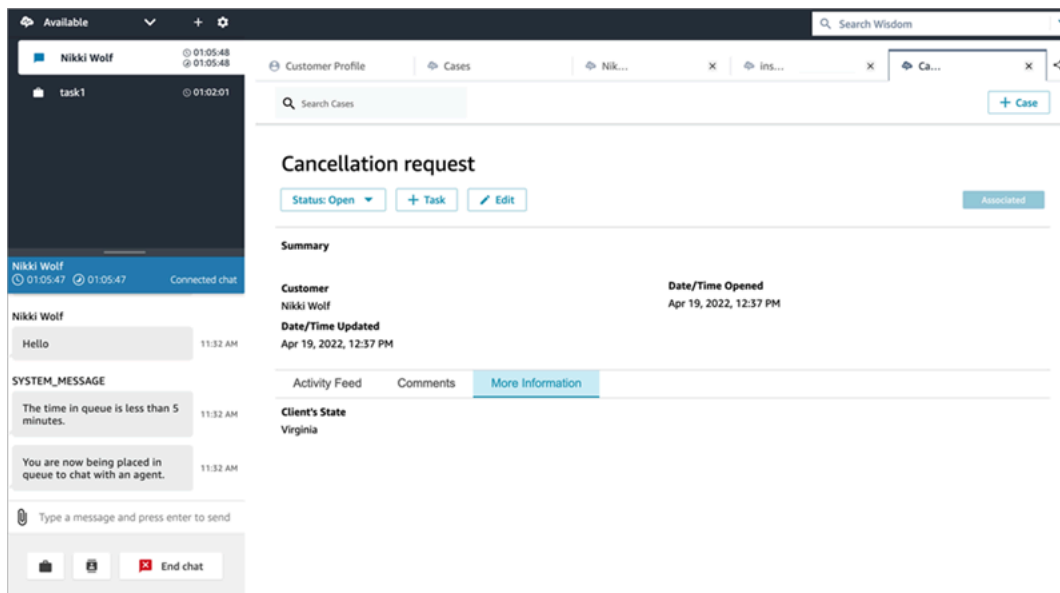 Available
Search Wisdom
Nikki Wolf
01:05:48
01:05:48
task1
01:02:01
Customer Profile
Cases
Nik...
ins...
Ca...
Search Cases
+ Case
Cancellation request
Status: Open
+ Task
Edit
Associated
Summary
Customer
Nikki Wolf
Date/Time Opened
Apr 19, 2022, 12:37 PM
Date/Time Updated
Apr 19, 2022, 12:37 PM
Activity Feed Comments More Information
Client's State
Virginia
Nikki Wolf
01:05:47 01:05:47 Connected chat
Nikki Wolf
Hello
11:32 AM
SYSTEM_MESSAGE
The time in queue is less than 5
minutes.
11:32 AM
You are now being placed in
queue to chat with an agent.
11:32 AM
Type a message and press enter to send
End chat